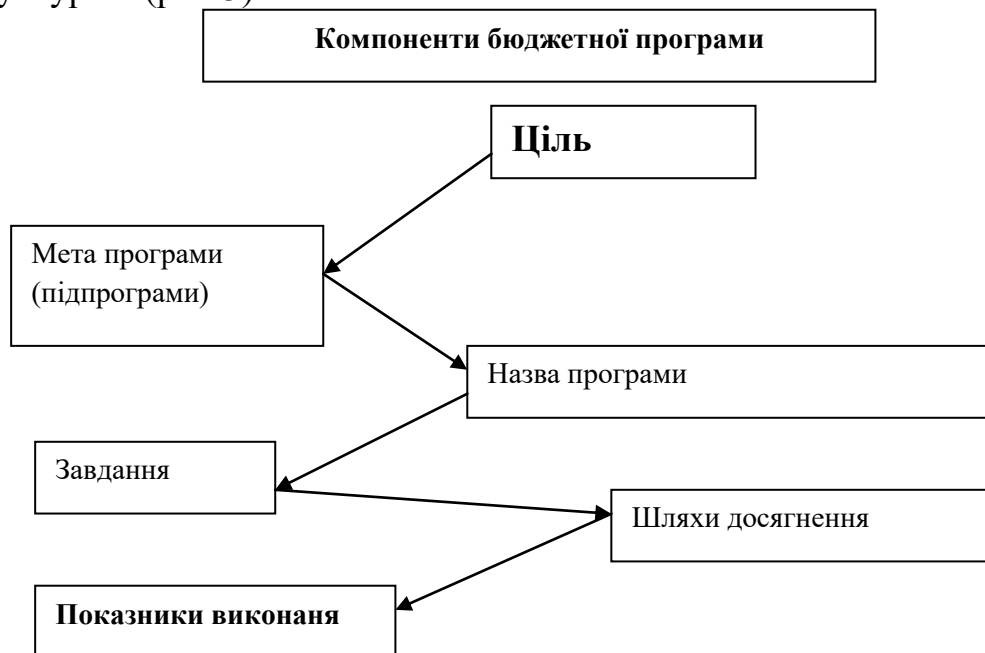 Компоненти бюджетної програми
Ціль
Мета програми
(підпрограми)
Назва програми
Завдання
Шляхи досягнення
Показники виконаня